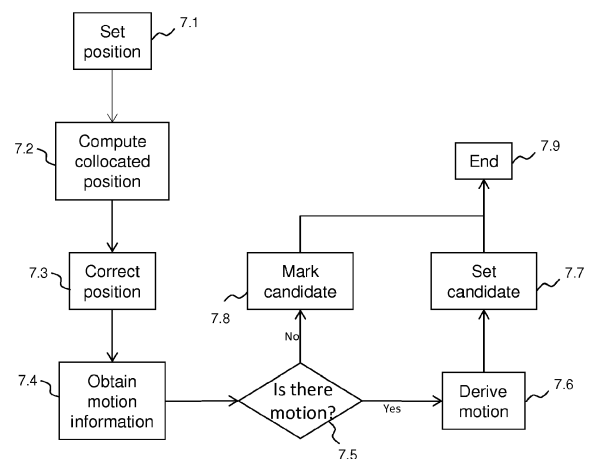 Set
position
7.1
Compute
collocated
position
7.2
Correct
position
7.3
Obtain
motion
information
7.4
Is there
motion?
7.5
Yes
No
Derive
motion
7.6
Set
candidate
7.7
Mark
candidate
7.8
End
7.9